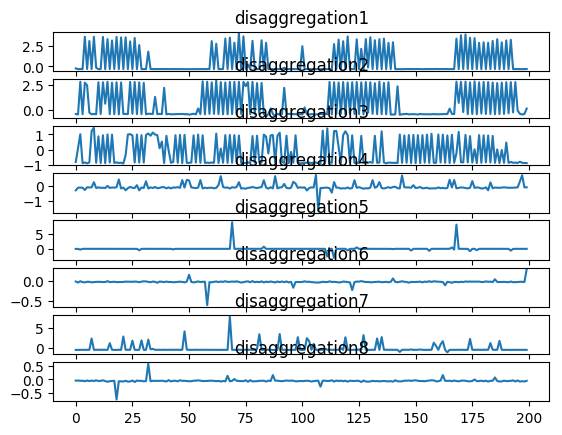 disaggregation1
2.5
0.0
disaggregation2
2.5
0.0
disaggregation3
1
0
−1
disaggregation4
0
−1
disaggregation5
5
0
disaggregation6
0.0
−0.5
disaggregation7
5
0
disaggregation8
0.5
0.0
−0.5
0 25 50 75 100 125 150 175 200